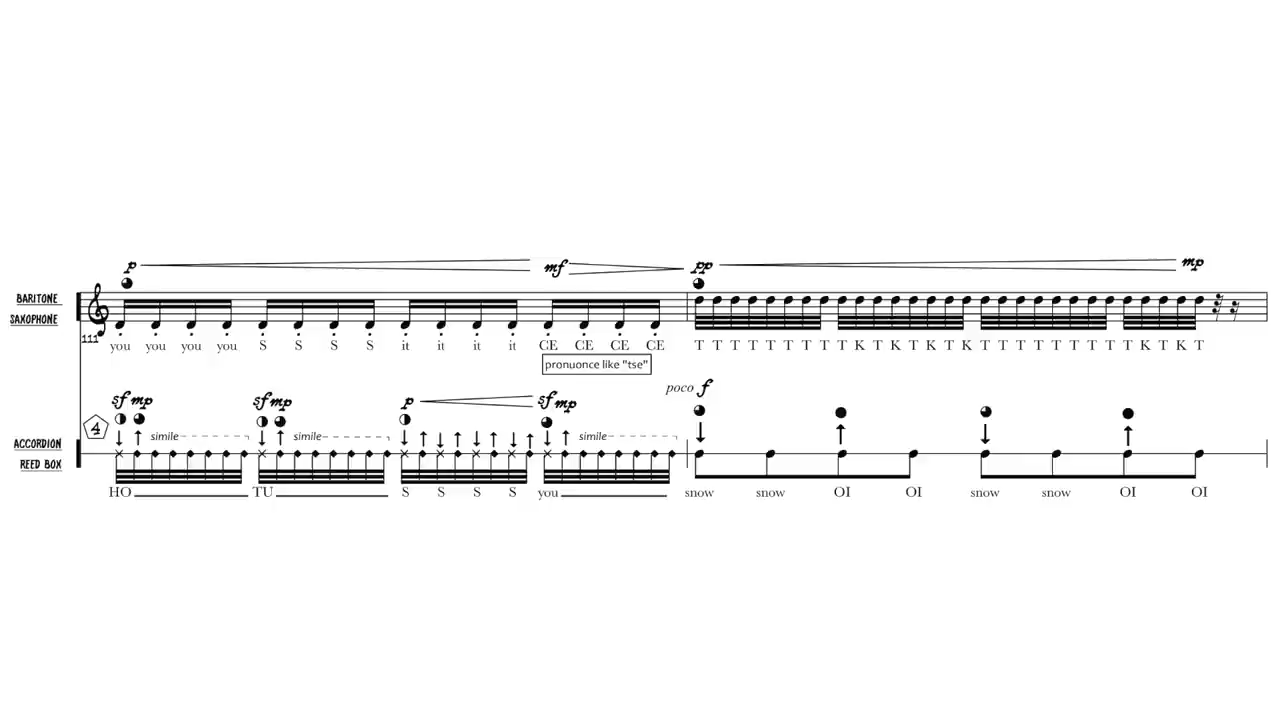 p mf pp mp
BARITONE
SAXOPHONE
111
you you you you S S S S it it it it CE CE CE CE T T T T T T T T T K T K T K T K T T T T T T T T T K T K T
pronuonce like "tse"
poco f
sf mp sf mp p sf mp
4
simile simile simile
ACCORDION
REED BOX
HO TU S S S S you snow snow OI OI snow snow OI OI